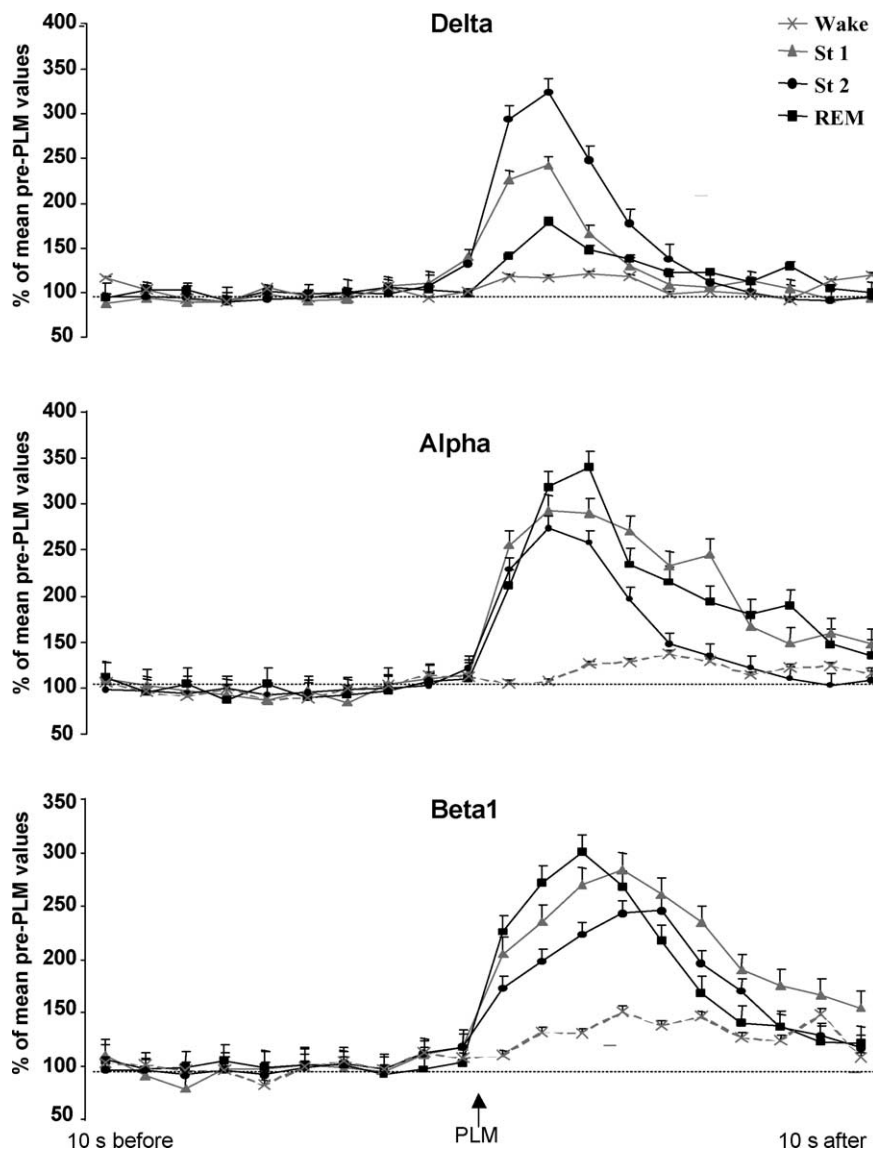 Delta
Wake
St 1
St 2
REM
% of mean pre-PLM values
400
350
300
250
200
150
100
50
Alpha
% of mean pre-PLM values
400
350
300
250
200
150
100
50
Beta1
% of mean pre-PLM values
350
300
250
200
150
100
50
10 s before
PLM
10 s after